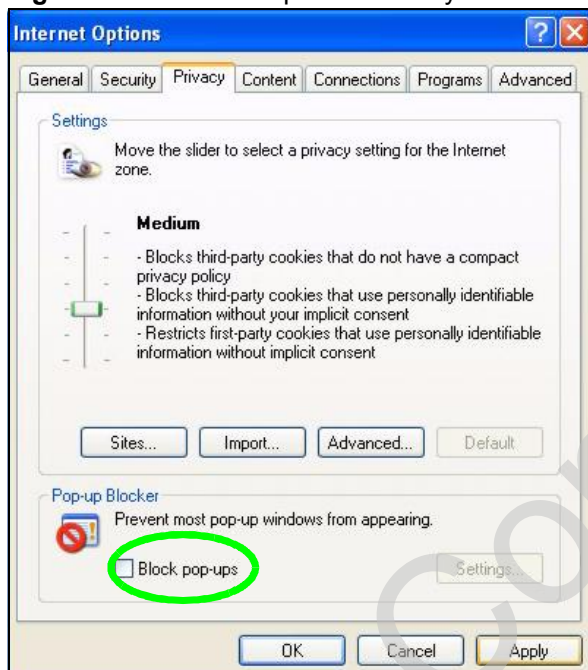 Internet Options
General Security Privacy Content Connections Programs Advanced
Settings
Move the slider to select a privacy setting for the Internet
zone.
Medium
- Blocks third-party cookies that do not have a compact
privacy policy
- Blocks third-party cookies that use personally identifiable
information without your implicit consent
- Restricts first-party cookies that use personally identifiable
information without implicit consent
Sites... Import... Advanced... Default
Pop-up Blocker
Prevent most pop-up windows from appearing.
Block pop-ups Settings...
OK Cancel Apply